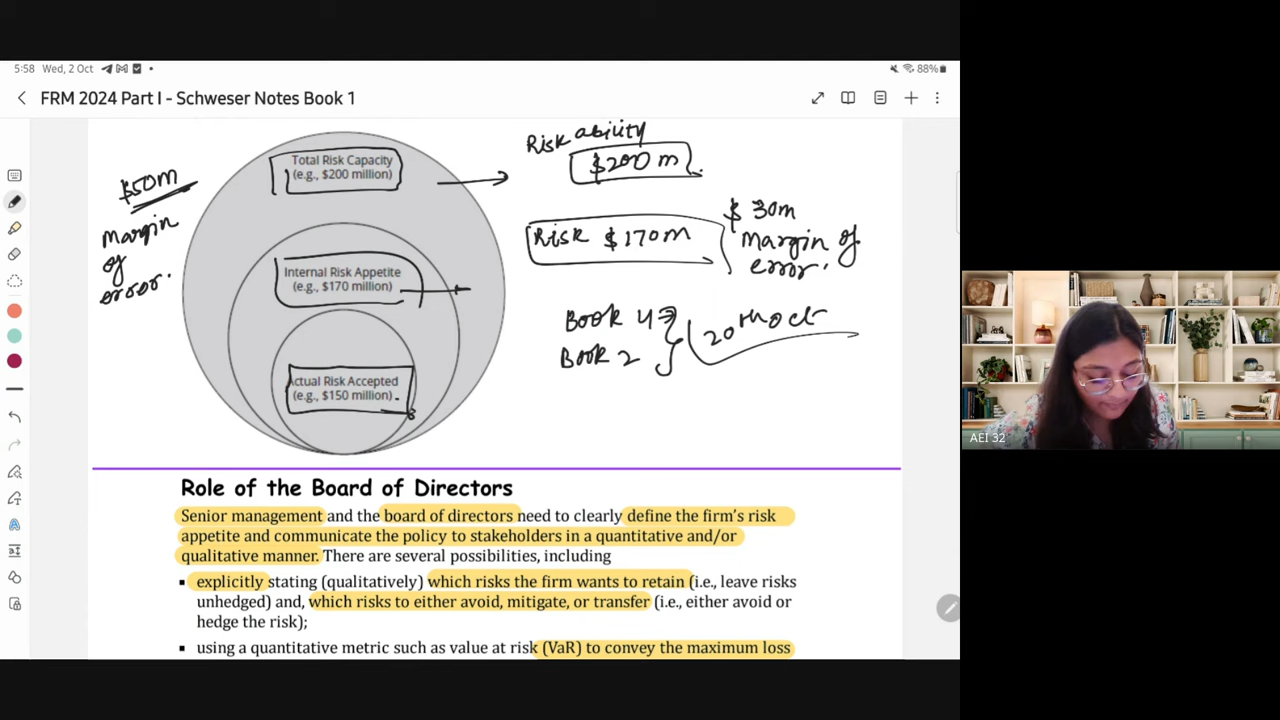 5:58 Wed, 2 Oct
88%
FRM 2024 Part I - Schweser Notes Book 1
Total Risk Capacity
(e.g., $200 million)
Internal Risk Appetite
(e.g., $170 million)
Actual Risk Accepted
(e.g., $150 million)
$50m
Margin
of
error.
Risk ability
$200 m
Risk $170m
$ 30m
Margin of
error.
Book 4
Book 2
20 mock
Role of the Board of Directors
Senior management and the board of directors need to clearly define the firm's risk
appetite and communicate the policy to stakeholders in a quantitative and/or
qualitative manner. There are several possibilities, including
▪ explicitly stating (qualitatively) which risks the firm wants to retain (i.e., leave risks
unhedged) and, which risks to either avoid, mitigate, or transfer (i.e., either avoid or
hedge the risk);
▪ using a quantitative metric such as value at risk (VaR) to convey the maximum loss
AEI 32